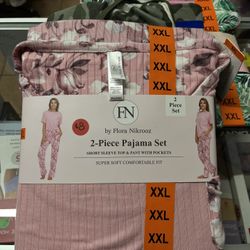 XXL
XXL
XXL
XXL
FN
by Flora Nikrooz
2
Piece
Set
2-Piece Pajama Set
SHORT SLEEVE TOP & PANT WITH POCKETS
SUPER SOFT COMFORTABLE FIT
XXL
XXL
XXL